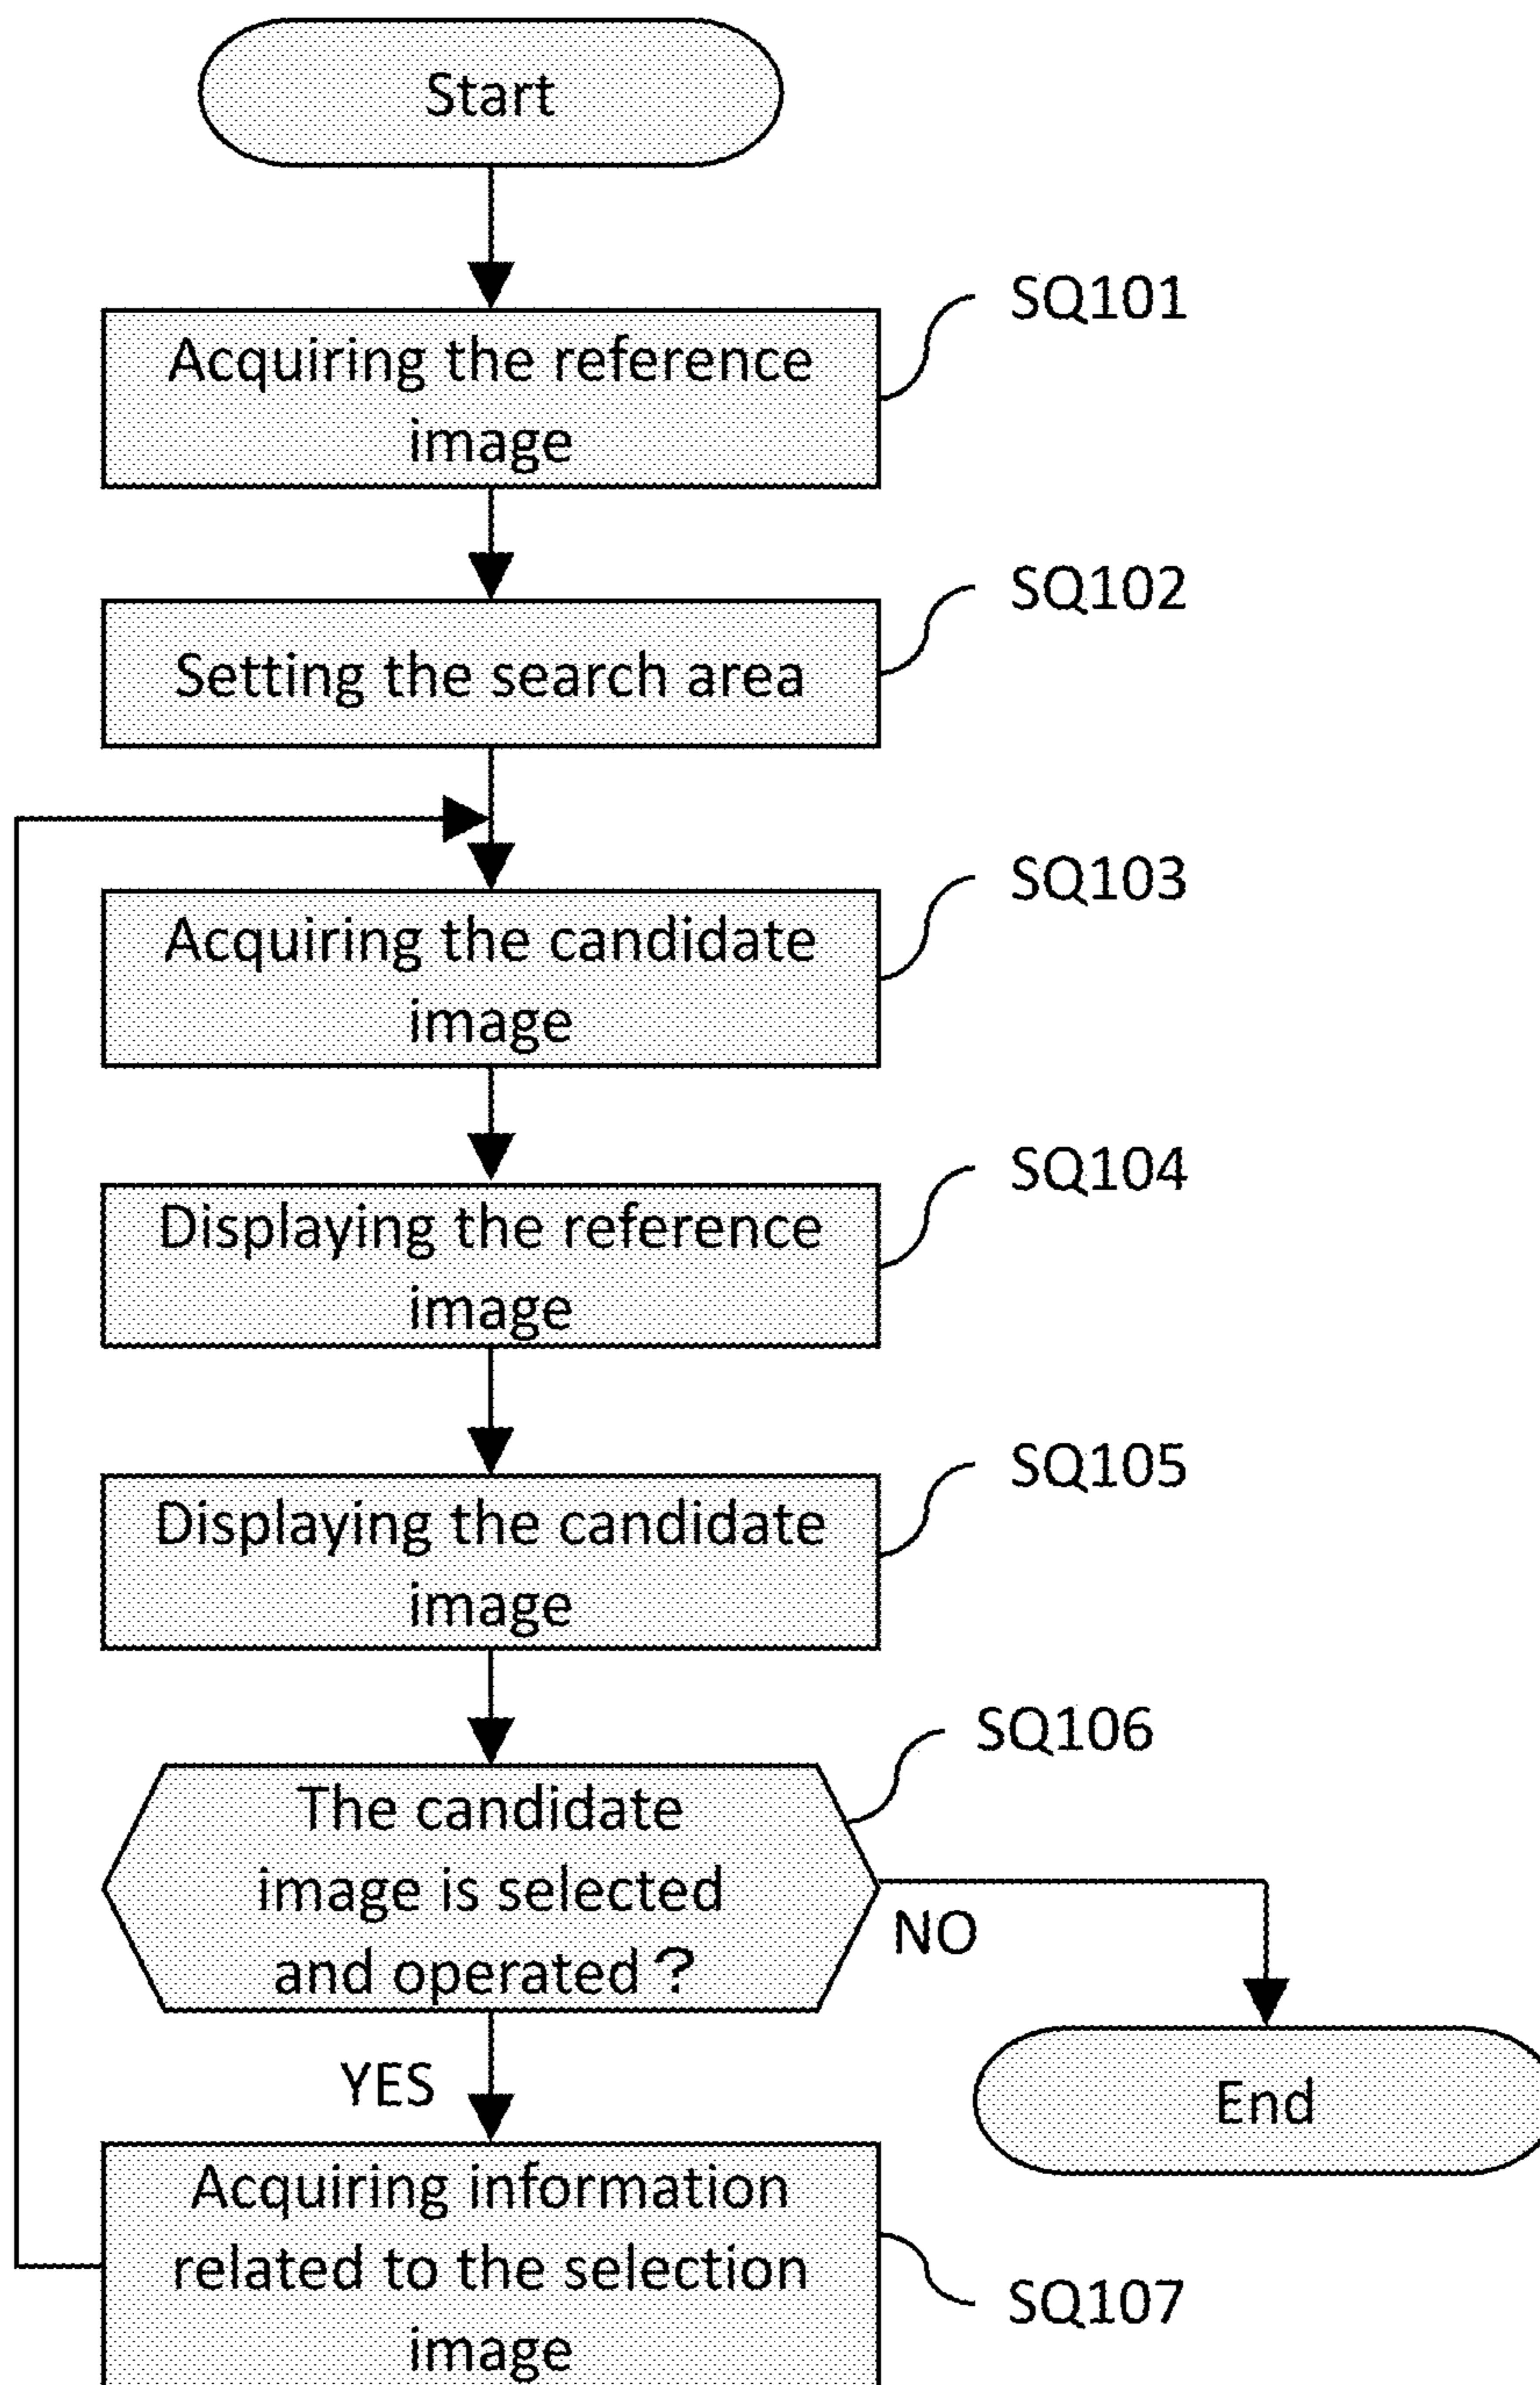 Start
SQ101
Acquiring the reference
image
SQ102
Setting the search area
SQ103
Acquiring the candidate
image
SQ104
Displaying the reference
image
SQ105
Displaying the candidate
image
SQ106
The candidate
image is selected
and operated ?
NO
YES
End
Acquiring information
related to the selection
image
SQ107